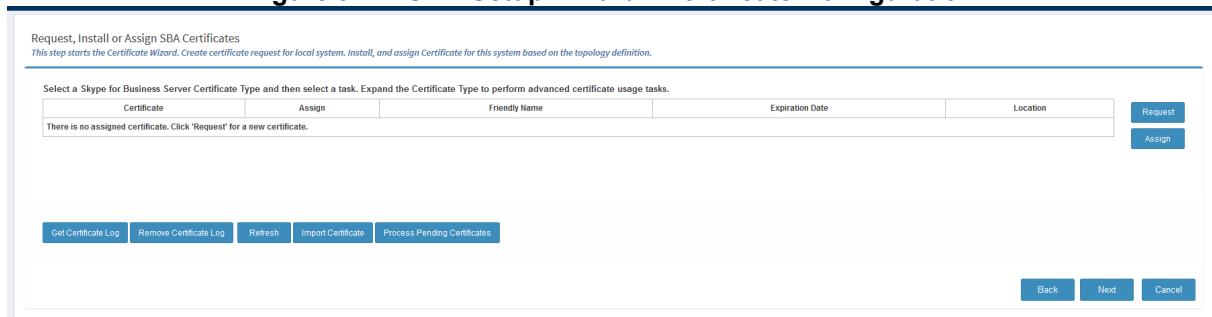 Request, Install or Assign SBA Certificates
This step starts the Certificate Wizard. Create certificate request for local system. Install, and assign Certificate for this system based on the topology definition.
Select a Skype for Business Server Certificate Type and then select a task. Expand the Certificate Type to perform advanced certificate usage tasks.
Certificate Assign Friendly Name Expiration Date Location
There is no assigned certificate. Click 'Request' for a new certificate.
Request
Assign
Get Certificate Log Remove Certificate Log Refresh Import Certificate Process Pending Certificates
Back Next Cancel